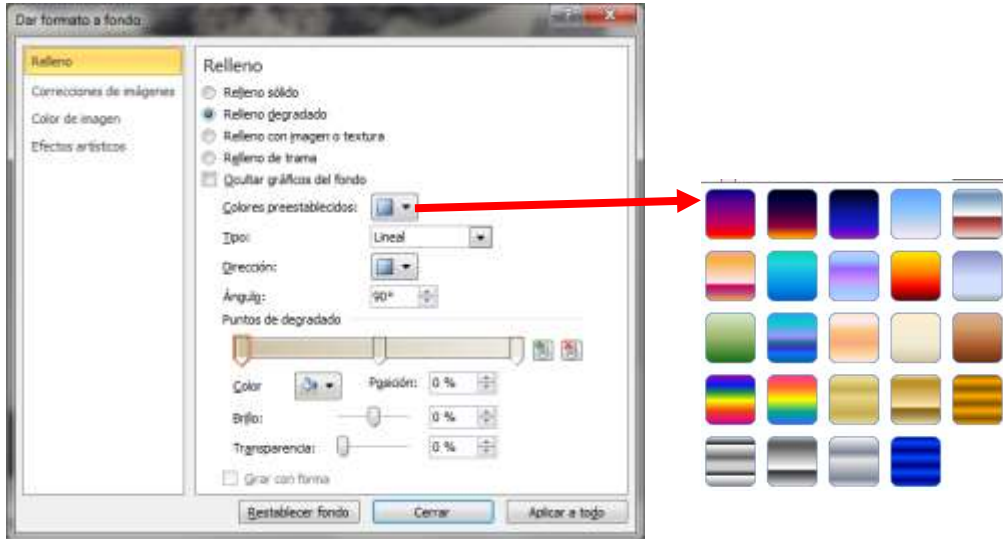 Dar formato a fondo
Relleno
Correcciones de imágenes
Color de imagen
Efectos artísticos
Relleno
Relleno sólido
Relleno degradado
Relleno con imagen o textura
Relleno de trama
Ocultar gráficos del fondo
Colores preestablecidos:
Tipo: Lineal
Dirección:
Ángulo: 90°
Puntos de degradado
Color Posición: 0 %
Brillo: 0 %
Transparencia: 0 %
Girar con forma
Restablecer fondo Cerrar Aplicar a todo